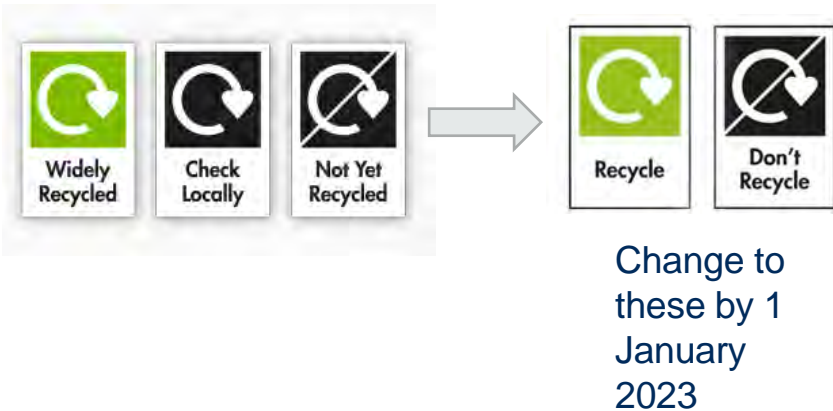 Widely
Recycled
Check
Locally
Not Yet
Recycled
Recycle
Don't
Recycle
Change to
these by 1
January
2023